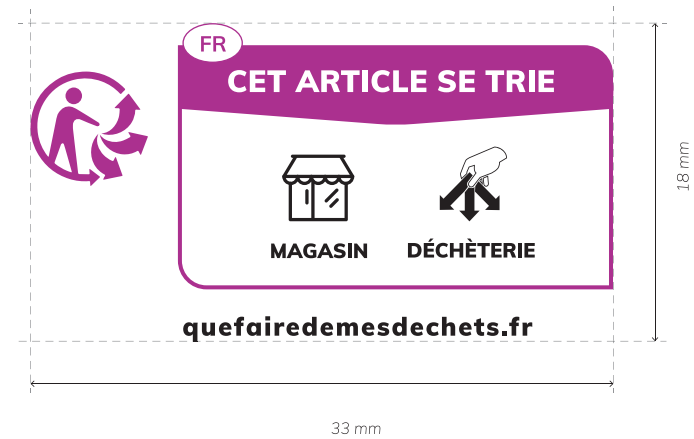 FR
CET ARTICLE SE TRIE
MAGASIN
DÉCHÈTERIE
quefairedemesdechets.fr
18 mm
33 mm